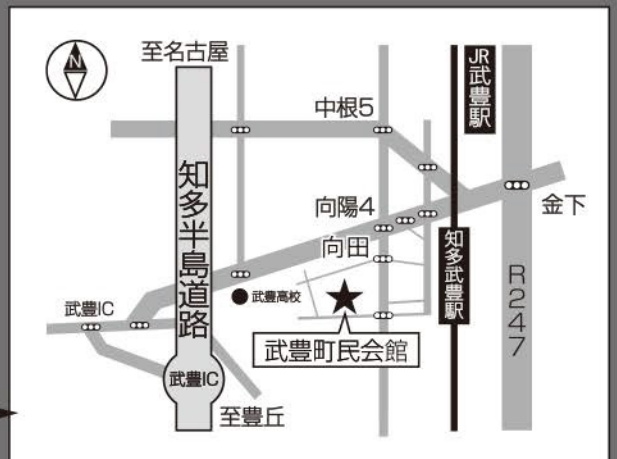 N
至名古屋
JR武豊駅
中根5
知多半島道路
向陽4
金下
向田
知多武豊駅
R247
武豊高校
武豊IC
武豊町民会館
武豊IC
至豊丘